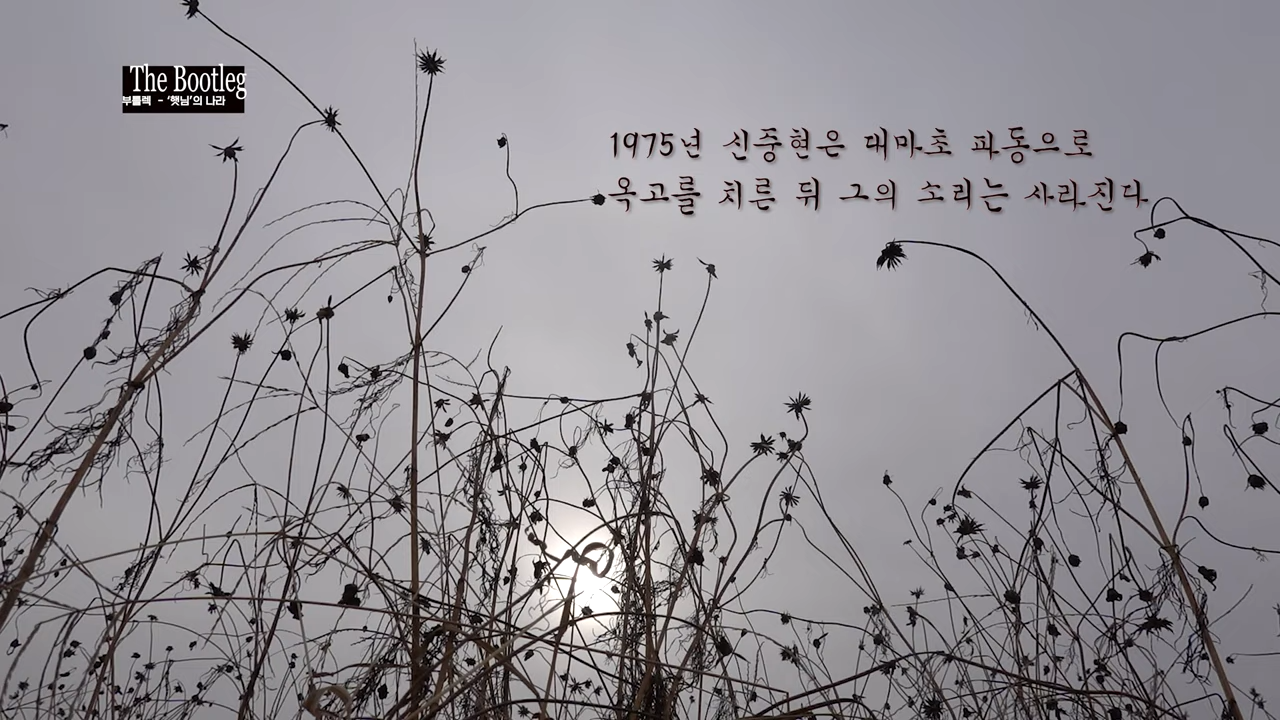 The Bootleg
부틀렉 - '햇님'의 나라
1975년 신중현은 대마초 파동으로
옥고를 치른 뒤 그의 소리는 사라진다